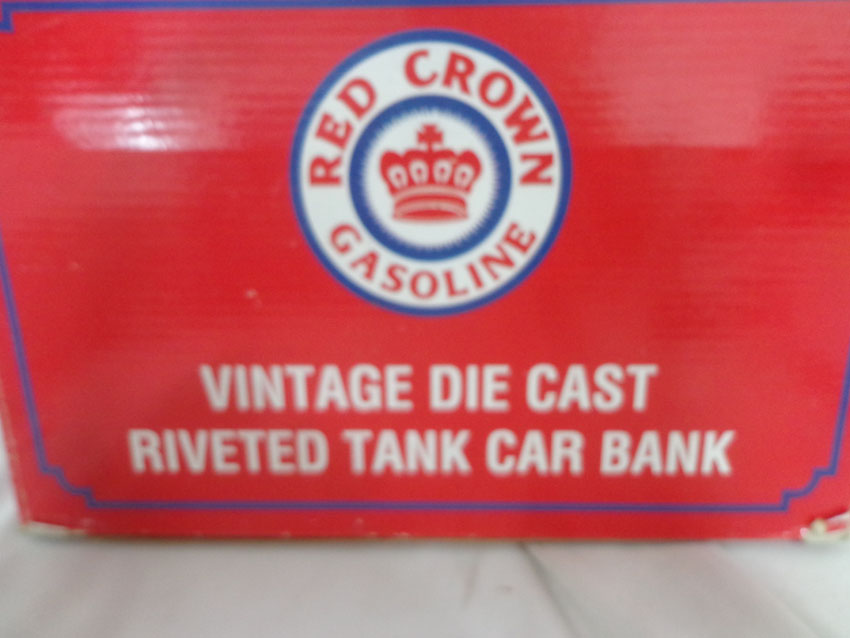 RED CROWN
GASOLINE
VINTAGE DIE CAST
RIVETED TANK CAR BANK